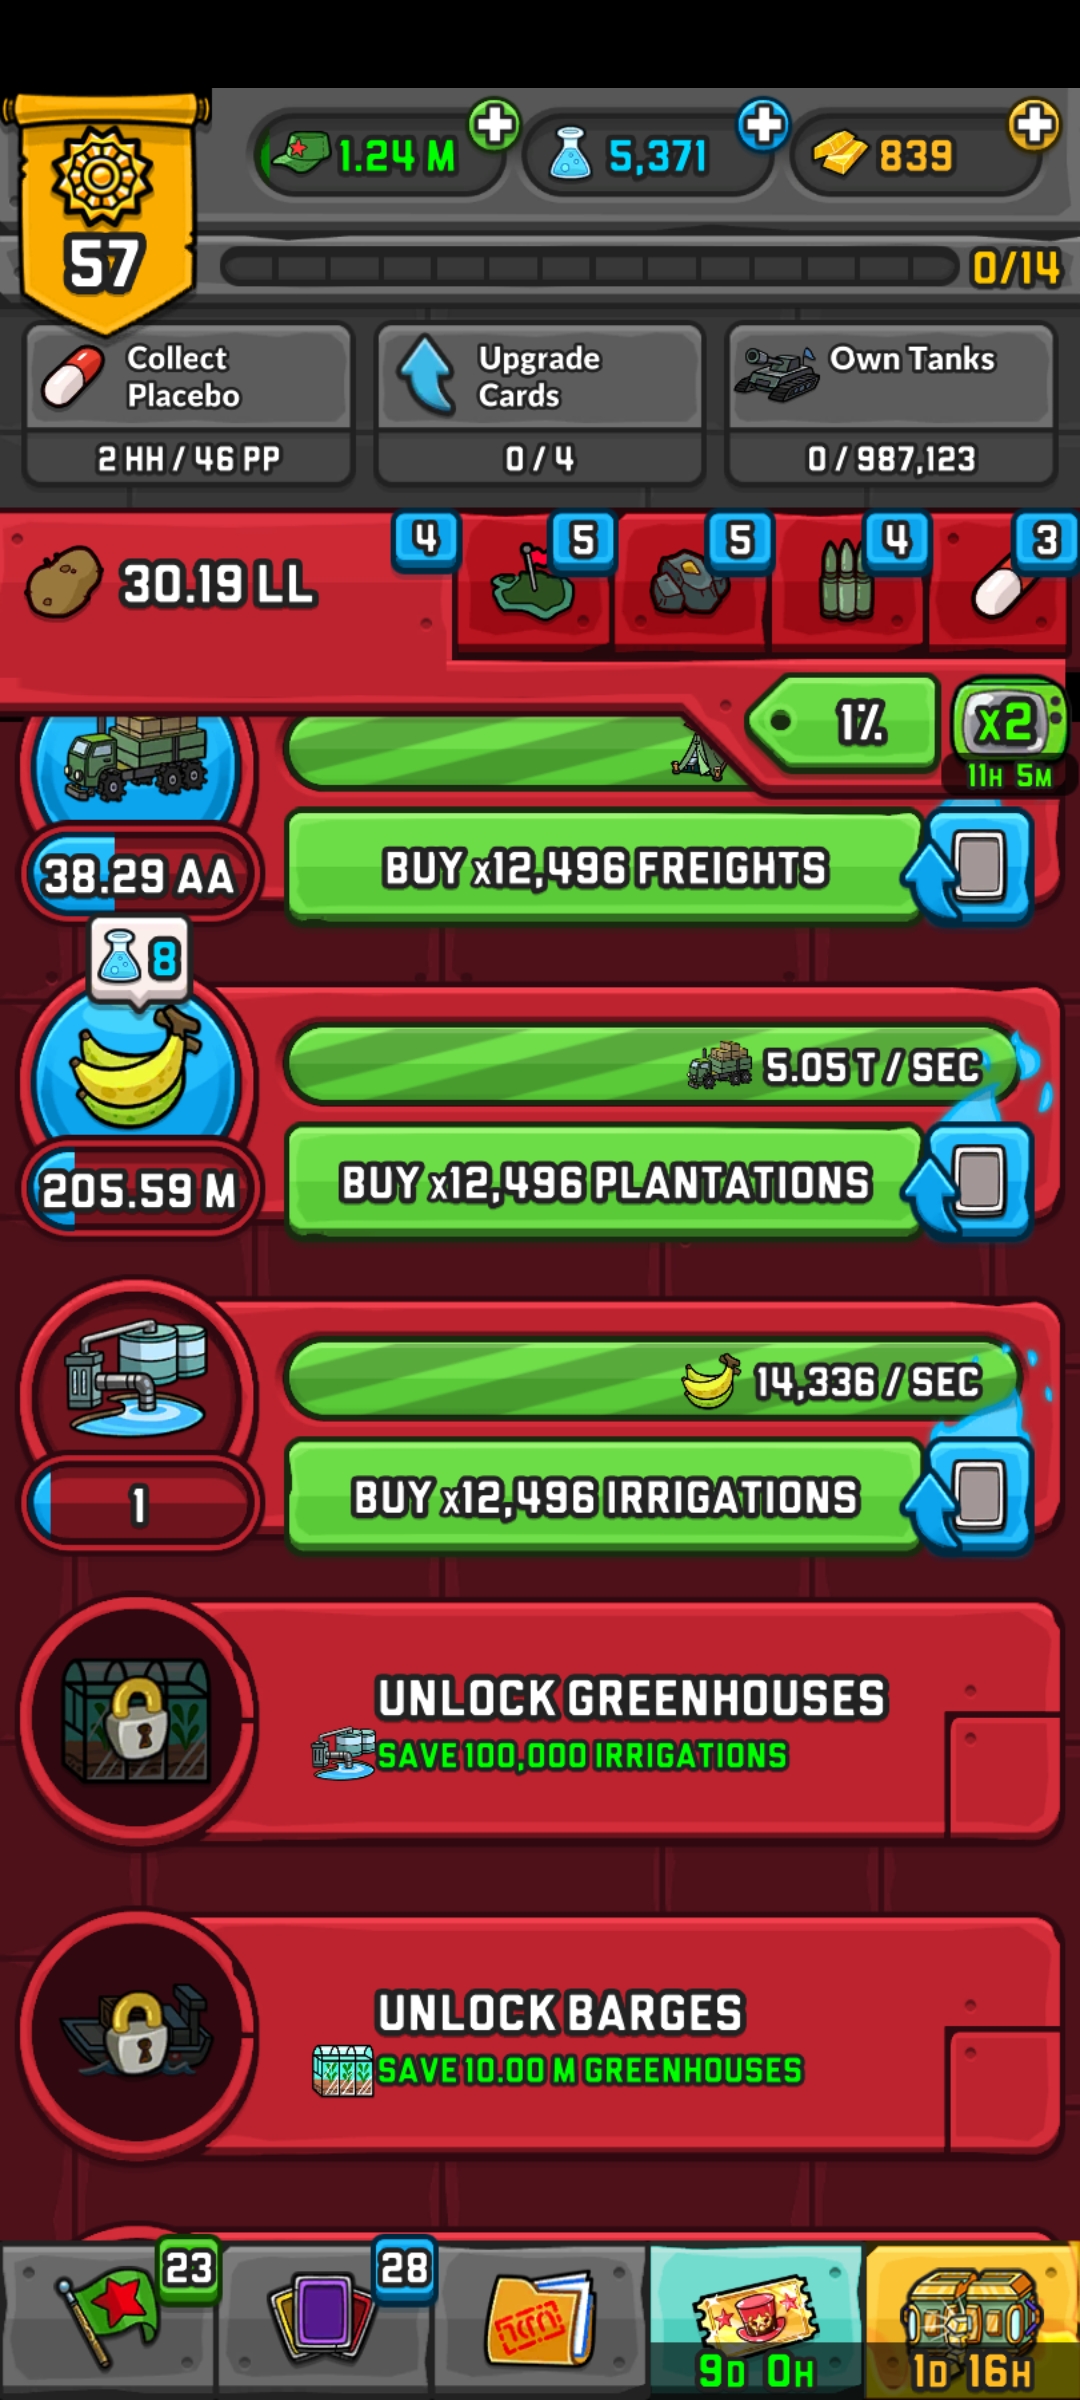 1.24 M
5,371
839
57
0/14
Collect
Placebo
2 HH / 46 PP
Upgrade
Cards
0 / 4
Own Tanks
0 / 987,123
30.19 LL
4
5
5
4
3
1%
x2
11H 5M
38.29 AA
BUY x12,496 FREIGHTS
8
5.05 T / SEC
205.59 M
BUY x12,496 PLANTATIONS
14,336 / SEC
1
BUY x12,496 IRRIGATIONS
UNLOCK GREENHOUSES
SAVE 100,000 IRRIGATIONS
UNLOCK BARGES
SAVE 10.00 M GREENHOUSES
23
28
9D 0H
1D 16H